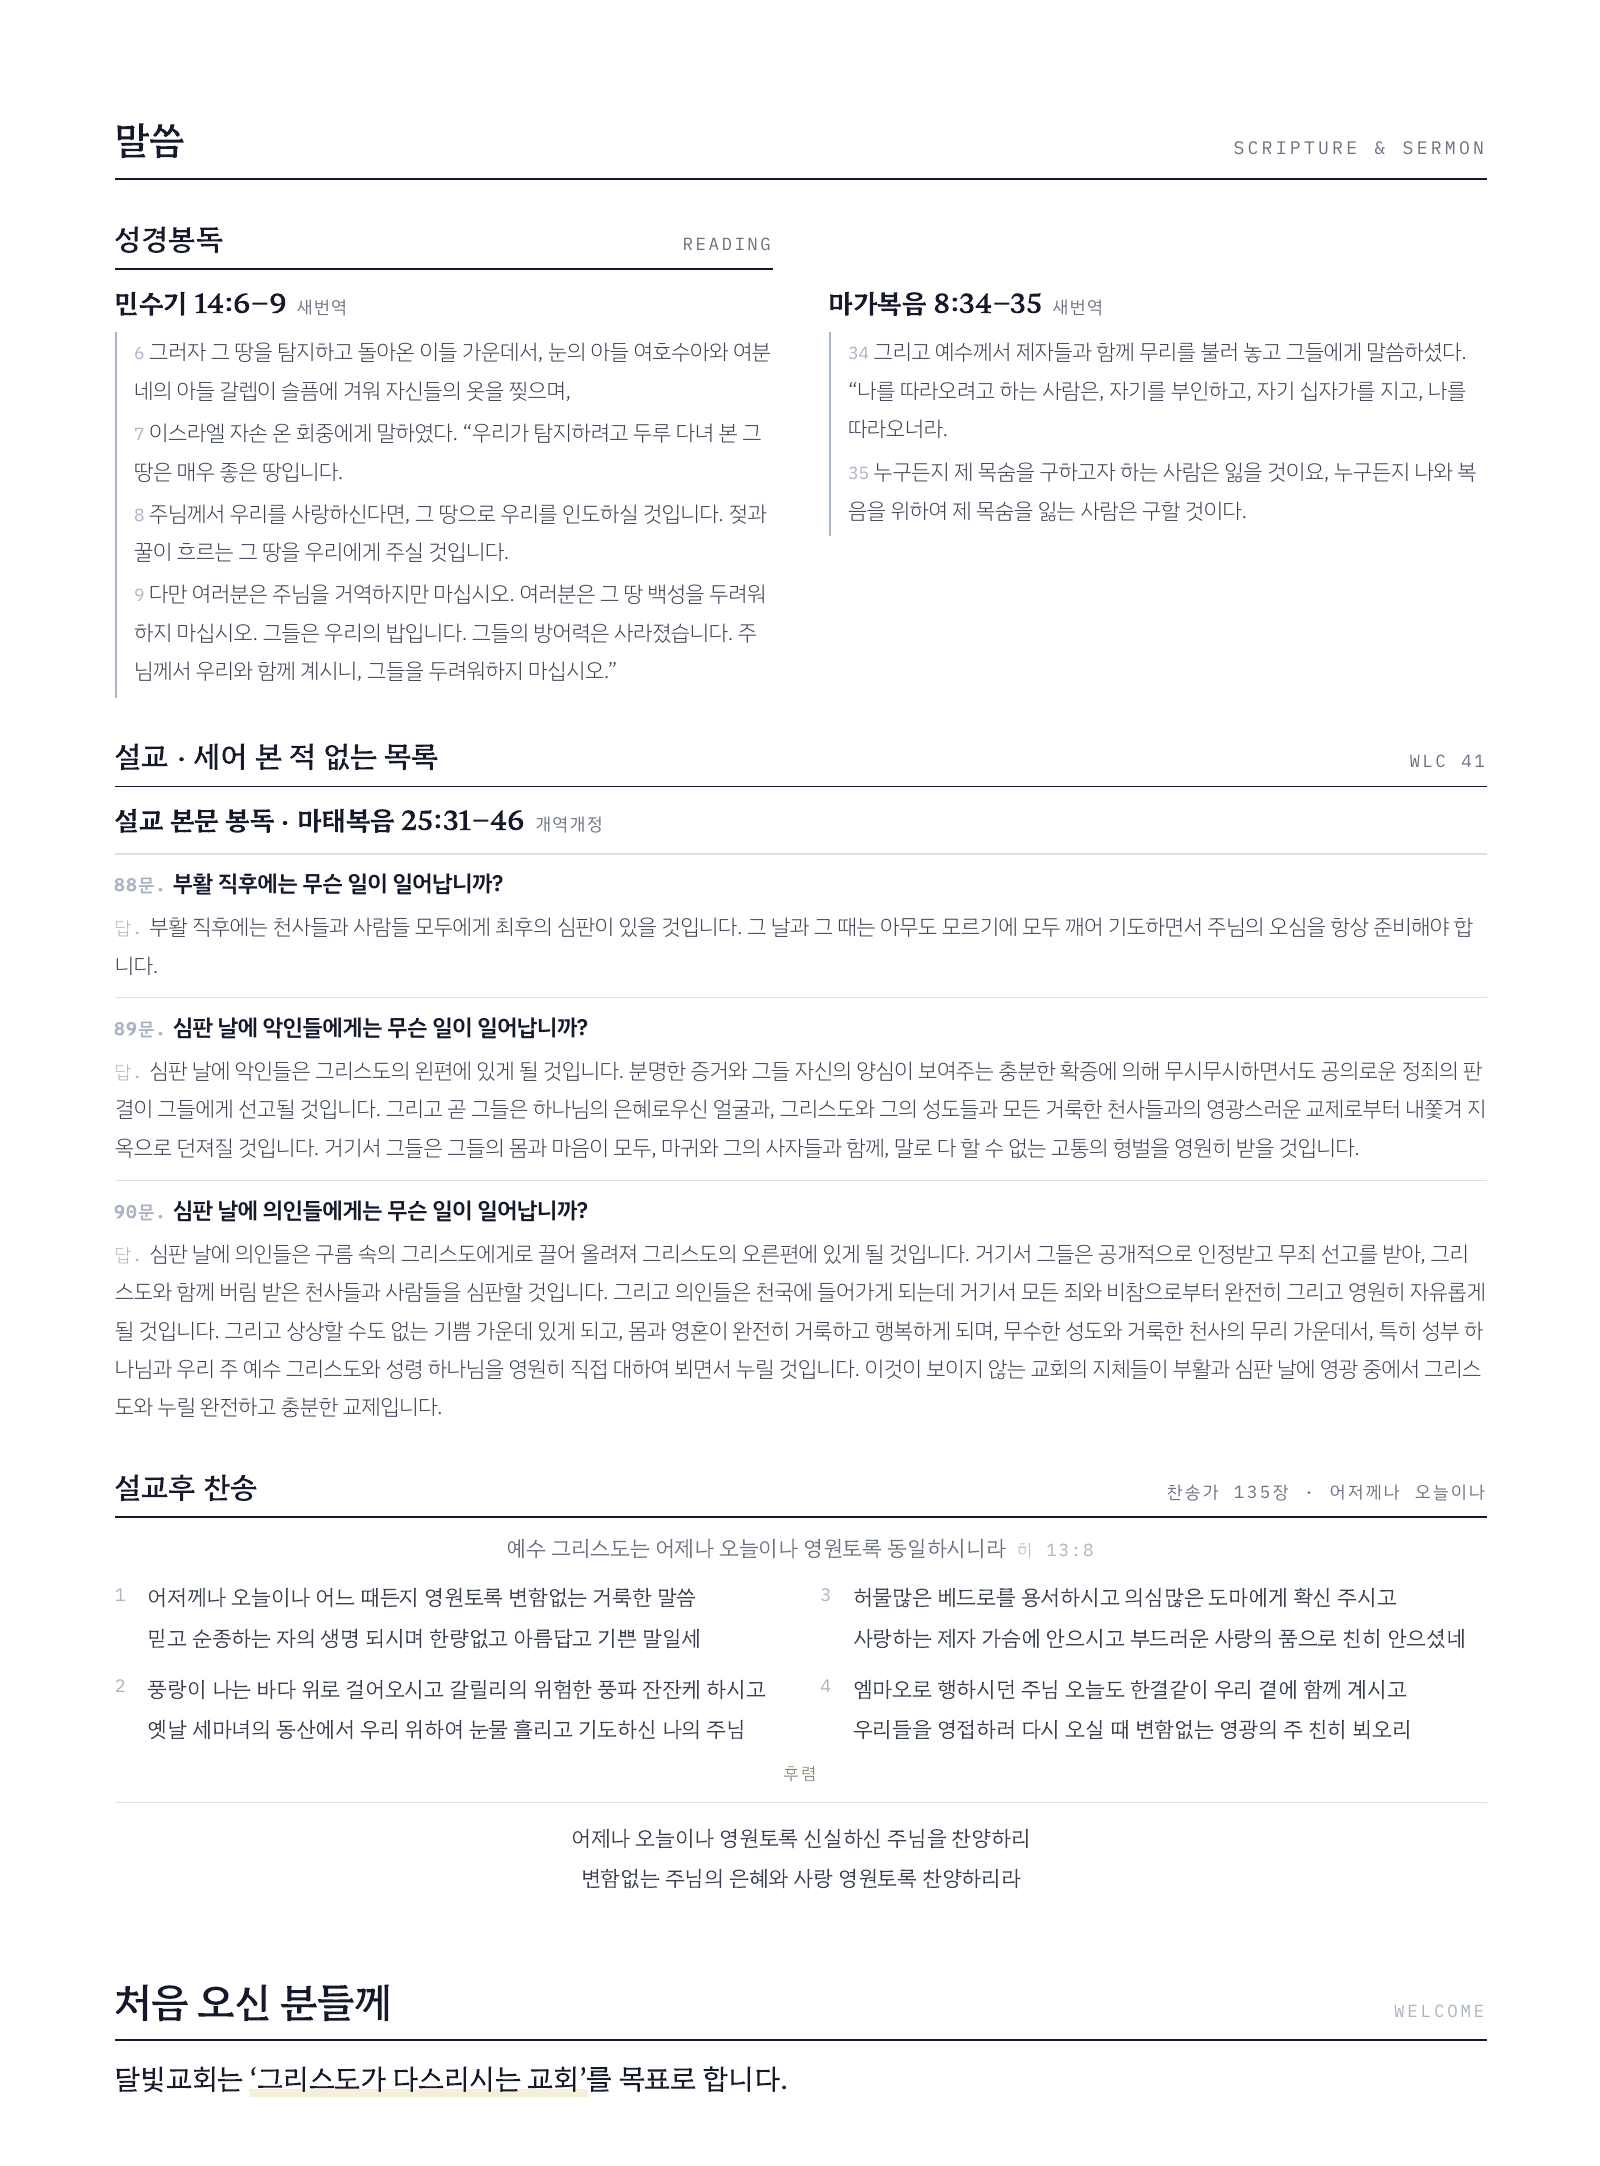 말씀
SCRIPTURE & SERMON
성경봉독
READING
민수기 14:6–9 새번역
6 그러자 그 땅을 탐지하고 돌아온 이들 가운데서, 눈의 아들 여호수아와 여분
네의 아들 갈렙이 슬픔에 겨워 자신들의 옷을 찢으며,
7 이스라엘 자손 온 회중에게 말하였다. “우리가 탐지하려고 두루 다녀 본 그
땅은 매우 좋은 땅입니다.
8 주님께서 우리를 사랑하신다면, 그 땅으로 우리를 인도하실 것입니다. 젖과
꿀이 흐르는 그 땅을 우리에게 주실 것입니다.
9 다만 여러분은 주님을 거역하지만 마십시오. 여러분은 그 땅 백성을 두려워
하지 마십시오. 그들은 우리의 밥입니다. 그들의 방어력은 사라졌습니다. 주
님께서 우리와 함께 계시니, 그들을 두려워하지 마십시오.”
마가복음 8:34–35 새번역
34 그리고 예수께서 제자들과 함께 무리를 불러 놓고 그들에게 말씀하셨다.
“나를 따라오려고 하는 사람은, 자기를 부인하고, 자기 십자가를 지고, 나를
따라오너라.
35 누구든지 제 목숨을 구하고자 하는 사람은 잃을 것이요, 누구든지 나와 복
음을 위하여 제 목숨을 잃는 사람은 구할 것이다.
설교 · 세어 본 적 없는 목록
WLC 41
설교 본문 봉독 · 마태복음 25:31–46 개역개정
88문. 부활 직후에는 무슨 일이 일어납니까?
답. 부활 직후에는 천사들과 사람들 모두에게 최후의 심판이 있을 것입니다. 그 날과 그 때는 아무도 모르기에 모두 깨어 기도하면서 주님의 오심을 항상 준비해야 합
니다.
89문. 심판 날에 악인들에게는 무슨 일이 일어납니까?
답. 심판 날에 악인들은 그리스도의 왼편에 있게 될 것입니다. 분명한 증거와 그들 자신의 양심이 보여주는 충분한 확증에 의해 무시무시하면서도 공의로운 정죄의 판
결이 그들에게 선고될 것입니다. 그리고 곧 그들은 하나님의 은혜로우신 얼굴과, 그리스도와 그의 성도들과 모든 거룩한 천사들과의 영광스러운 교제로부터 내쫓겨 지
옥으로 던져질 것입니다. 거기서 그들은 그들의 몸과 마음이 모두, 마귀와 그의 사자들과 함께, 말로 다 할 수 없는 고통의 형벌을 영원히 받을 것입니다.
90문. 심판 날에 의인들에게는 무슨 일이 일어납니까?
답. 심판 날에 의인들은 구름 속의 그리스도에게로 끌어 올려져 그리스도의 오른편에 있게 될 것입니다. 거기서 그들은 공개적으로 인정받고 무죄 선고를 받아, 그리
스도와 함께 버림 받은 천사들과 사람들을 심판할 것입니다. 그리고 의인들은 천국에 들어가게 되는데 거기서 모든 죄와 비참으로부터 완전히 그리고 영원히 자유롭게
될 것입니다. 그리고 상상할 수도 없는 기쁨 가운데 있게 되고, 몸과 영혼이 완전히 거룩하고 행복하게 되며, 무수한 성도와 거룩한 천사의 무리 가운데서, 특히 성부 하
나님과 우리 주 예수 그리스도와 성령 하나님을 영원히 직접 대하여 뵈면서 누릴 것입니다. 이것이 보이지 않는 교회의 지체들이 부활과 심판 날에 영광 중에서 그리스
도와 누릴 완전하고 충분한 교제입니다.
설교후 찬송
찬송가 135장 · 어저께나 오늘이나
예수 그리스도는 어제나 오늘이나 영원토록 동일하시니라 히 13:8
1 어저께나 오늘이나 어느 때든지 영원토록 변함없는 거룩한 말씀
믿고 순종하는 자의 생명 되시며 한량없고 아름답고 기쁜 말일세
2 풍랑이 나는 바다 위로 걸어오시고 갈릴리의 위험한 풍파 잔잔케 하시고
옛날 세마녀의 동산에서 우리 위하여 눈물 흘리고 기도하신 나의 주님
3 허물많은 베드로를 용서하시고 의심많은 도마에게 확신 주시고
사랑하는 제자 가슴에 안으시고 부드러운 사랑의 품으로 친히 안으셨네
4 엠마오로 행하시던 주님 오늘도 한결같이 우리 곁에 함께 계시고
우리들을 영접하러 다시 오실 때 변함없는 영광의 주 친히 뵈오리
후렴
어제나 오늘이나 영원토록 신실하신 주님을 찬양하리
변함없는 주님의 은혜와 사랑 영원토록 찬양하리라
처음 오신 분들께
WELCOME
달빛교회는 ‘그리스도가 다스리시는 교회’를 목표로 합니다.